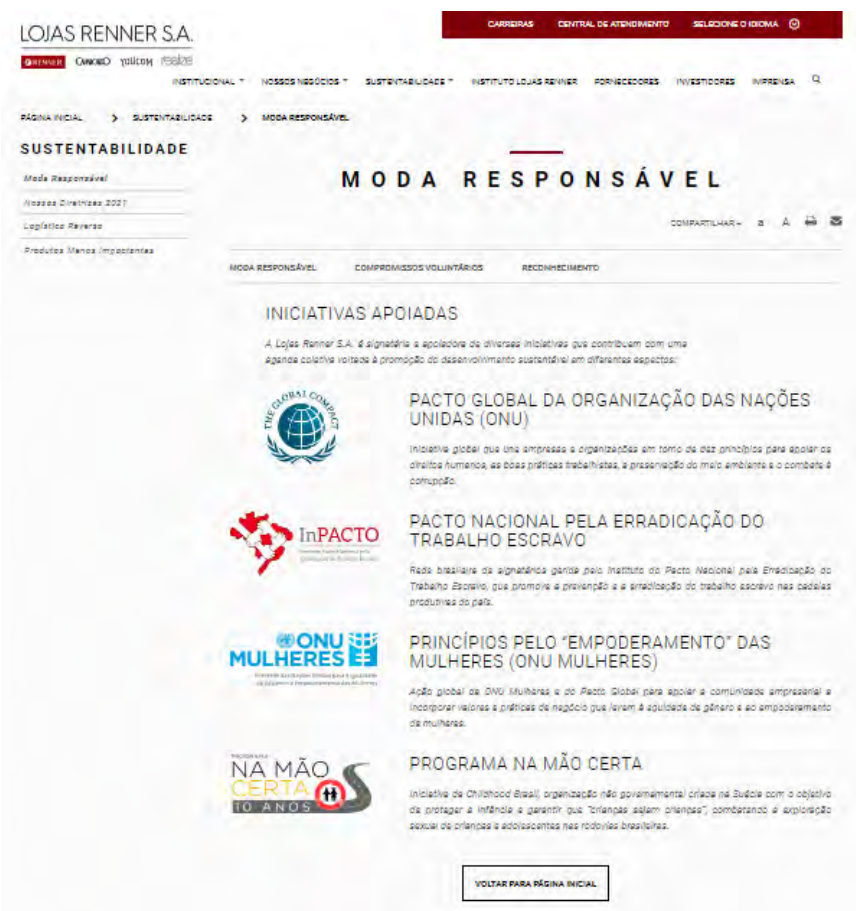 LOJAS RENNER S.A.
CARREIRAS CENTRAL DE ATENDIMENTO SELECIONE O IDIOMA
RENNER CAMICADO YOUCOM realize
INSTITUCIONAL NOSSOS NEGÓCIOS SUSTENTABILIDADE INSTITUTO LOJAS RENNER FORNECEDORES INVESTIDORES IMPRENSA
PÁGINA INICIAL > SUSTENTABILIDADE > MODA RESPONSÁVEL
SUSTENTABILIDADE
Moda Responsável
Nossas Diretrizes 2021
Logística Reversa
Produtos Menos Impactantes
MODA RESPONSÁVEL
COMPARTILHAR a A
MODA RESPONSÁVEL COMPROMISSOS VOLUNTÁRIOS RECONHECIMENTO
INICIATIVAS APOIADAS
A Lojas Renner S.A. é signatária e apoiadora de diversas iniciativas que contribuem com uma
agenda coletiva voltada à promoção do desenvolvimento sustentável em diferentes aspectos:
THE GLOBAL COMPACT
PACTO GLOBAL DA ORGANIZAÇÃO DAS NAÇÕES
UNIDAS (ONU)
Iniciativa global que une empresas e organizações em torno de dez princípios para apoiar os
direitos humanos, as boas práticas trabalhistas, a preservação do meio ambiente e o combate à
corrupção.
InPACTO
PACTO NACIONAL PELA ERRADICAÇÃO DO
TRABALHO ESCRAVO
Rede brasileira de signatários gerida pelo Instituto do Pacto Nacional pela Erradicação do
Trabalho Escravo, que promove a prevenção e a erradicação do trabalho escravo nas cadeias
produtivas do país.
ONU
MULHERES
PRINCÍPIOS PELO “EMPODERAMENTO” DAS
MULHERES (ONU MULHERES)
Ação global da ONU Mulheres e do Pacto Global para apoiar a comunidade empresarial a
incorporar valores e práticas de negócio que levem à equidade de gênero e ao empoderamento
de mulheres.
PROGRAMA
NA MÃO
CERTA
10 ANOS
PROGRAMA NA MÃO CERTA
Iniciativa da Childhood Brasil, organização não governamental criada na Suécia com o objetivo
de proteger a infância e garantir que “crianças sejam crianças”, combatendo a exploração
sexual de crianças e adolescentes nas rodovias brasileiras.
VOLTAR PARA PÁGINA INICIAL